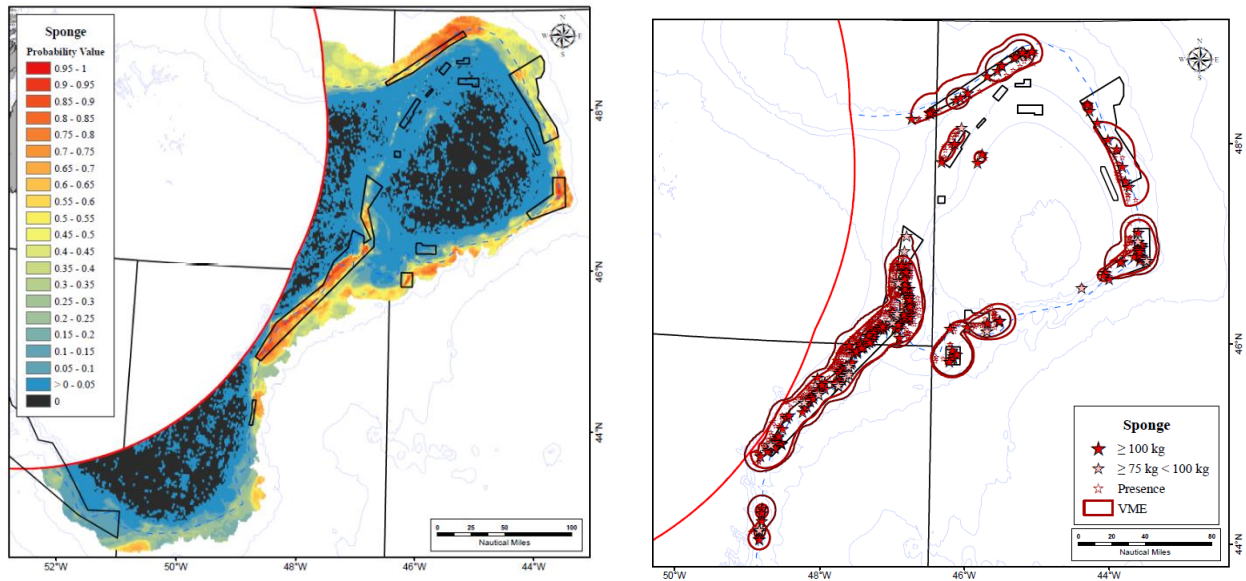 Sponge
Probability Value
0.95 - 1
0.9 - 0.95
0.85 - 0.9
0.8 - 0.85
0.75 - 0.8
0.7 - 0.75
0.65 - 0.7
0.6 - 0.65
0.55 - 0.6
0.5 - 0.55
0.45 - 0.5
0.4 - 0.45
0.35 - 0.4
0.3 - 0.35
0.25 - 0.3
0.2 - 0.25
0.15 - 0.2
0.1 - 0.15
0.05 - 0.1
> 0 - 0.05
0
N
W E
S
48°N
46°N
44°N
0 25 50 100
Nautical Miles
52°W 50°W 48°W 46°W 44°W
N
W E
S
48°N
46°N
44°N
Sponge
≥ 100 kg
≥ 75 kg < 100 kg
Presence
VME
0 20 40 80
Nautical Miles
50°W 46°W 44°W